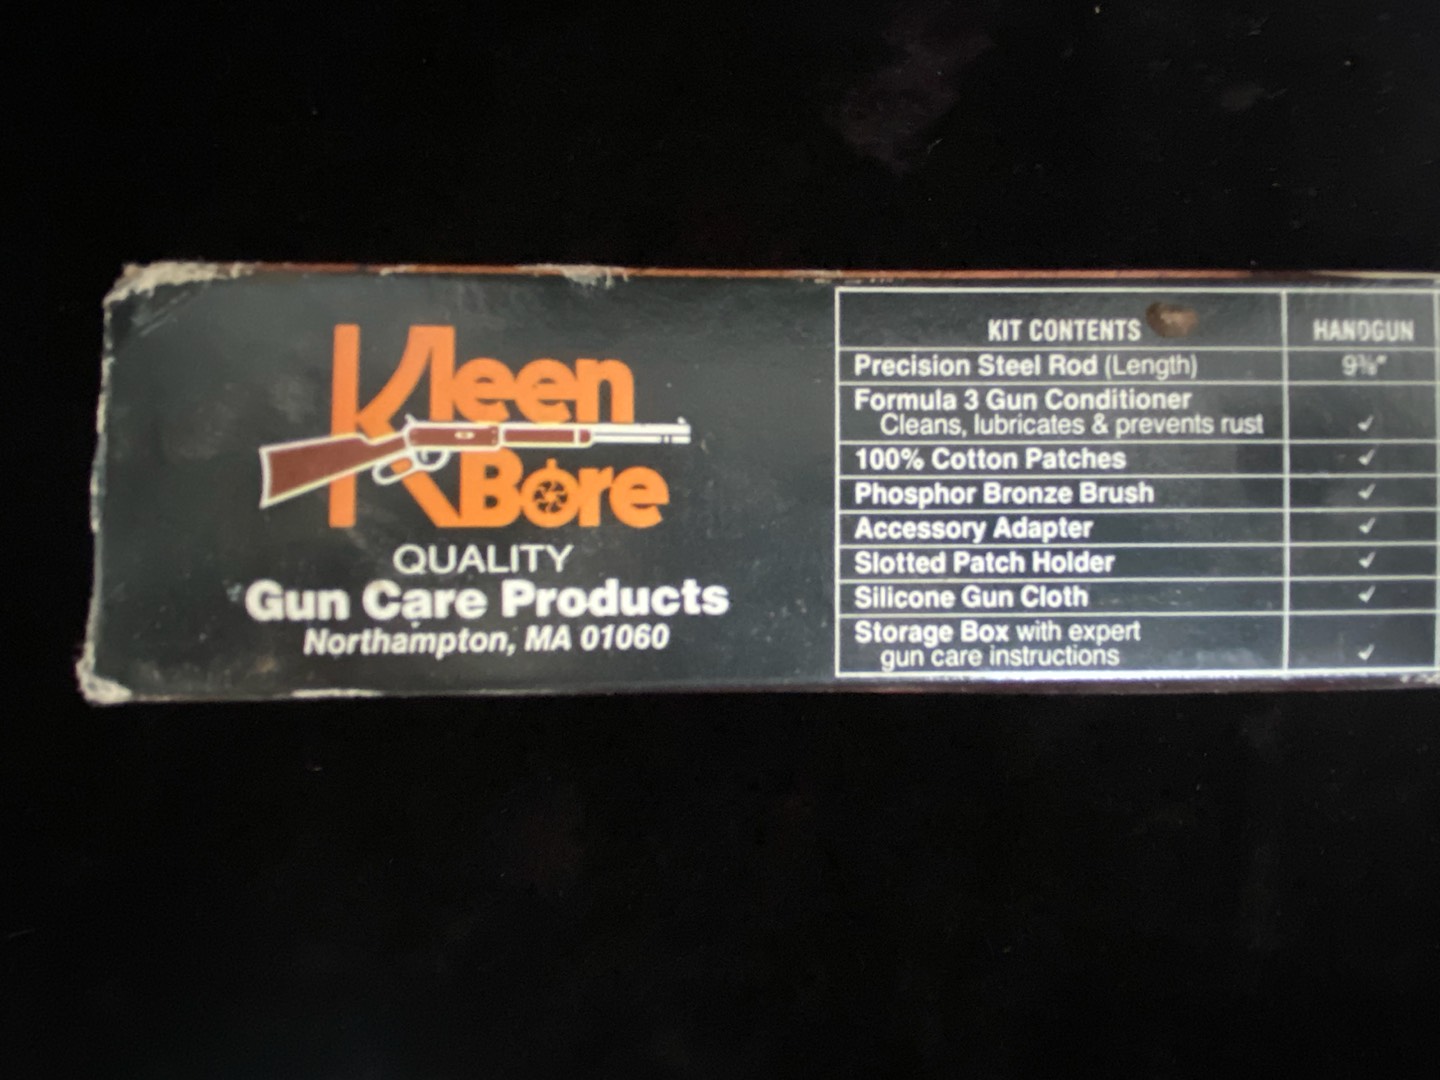 Kleen
Bore
QUALITY
Gun Care Products
Northampton, MA 01060
KIT CONTENTS HANDGUN
Precision Steel Rod (Length)
Formula 3 Gun Conditioner
Cleans, lubricates & prevents rust ✓
100% Cotton Patches ✓
Phosphor Bronze Brush ✓
Accessory Adapter ✓
Slotted Patch Holder ✓
Silicone Gun Cloth ✓
Storage Box with expert
gun care instructions ✓